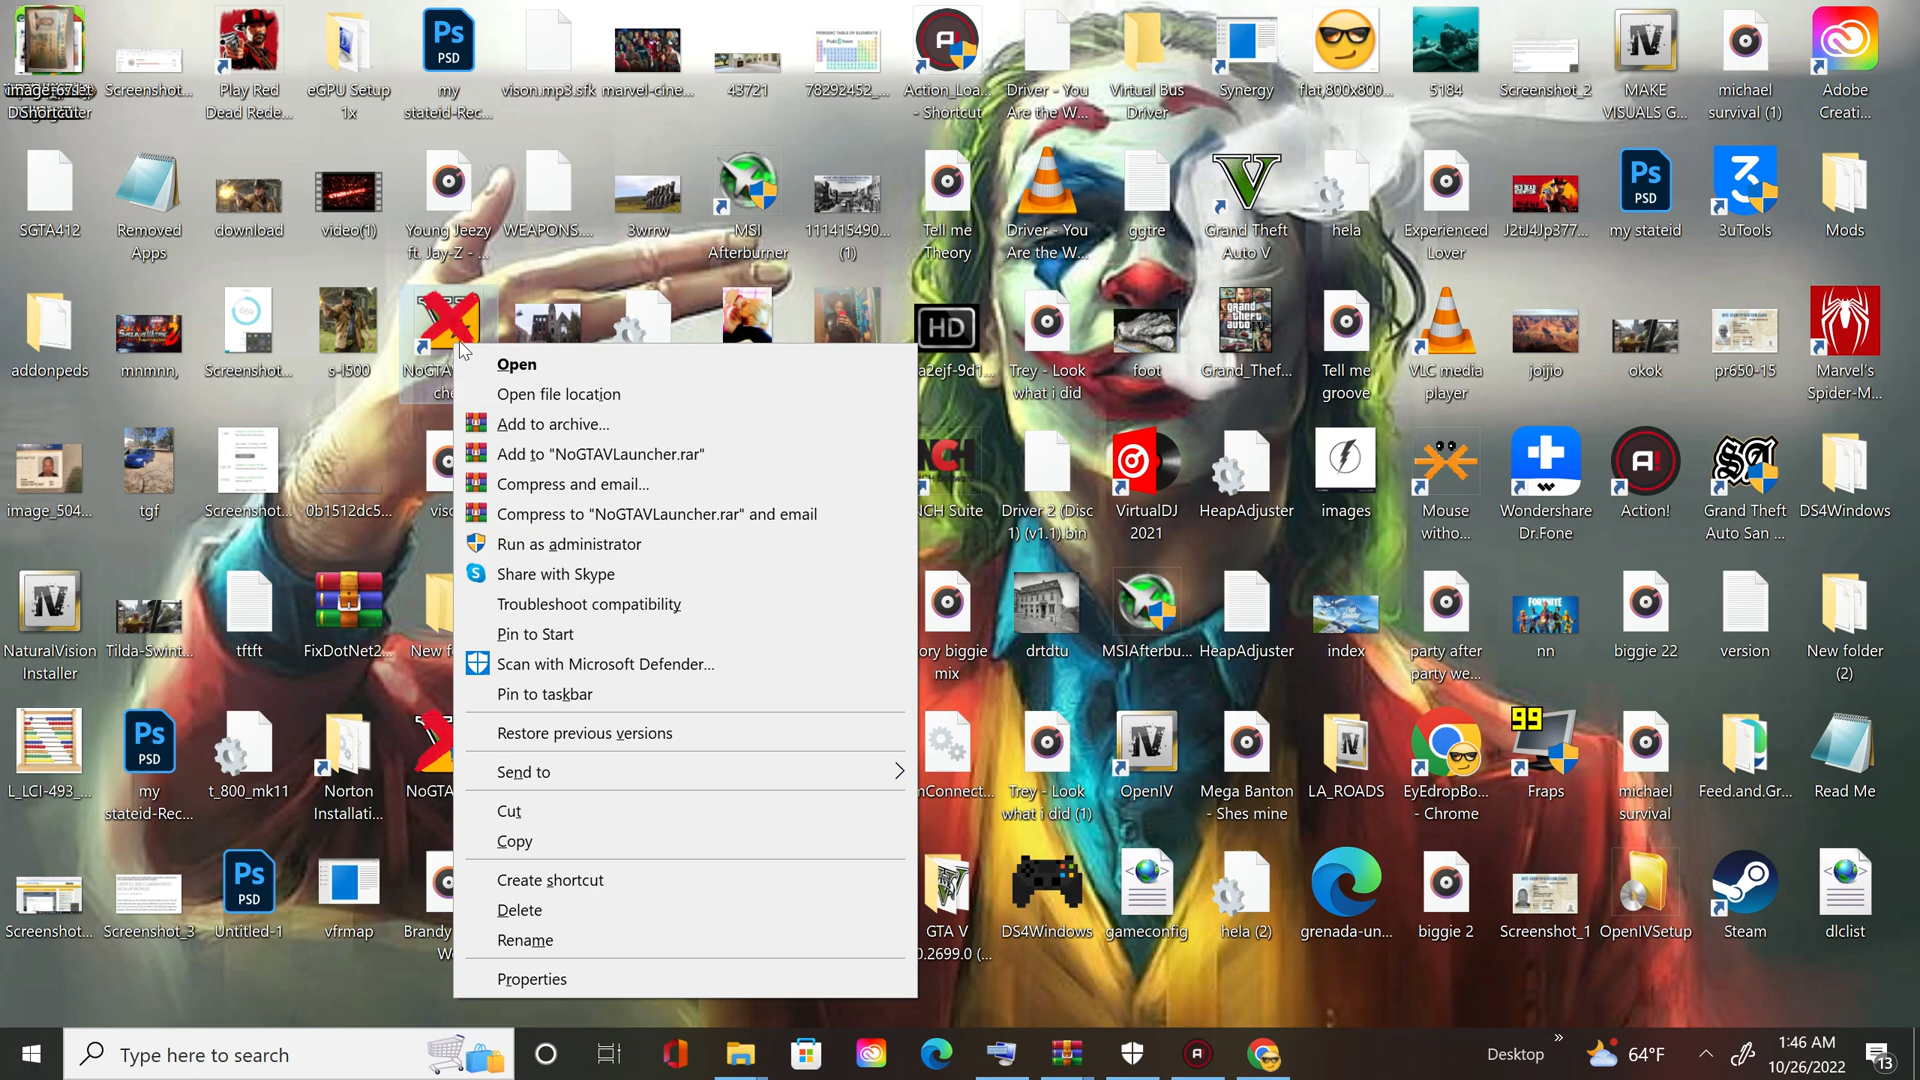 Screenshot...
Play Red
Dead Rede...
eGPU Setup
1x
my
stateid-Rec...
vison.mp3.sfk
marvel-cine...
43721
78292452_...
Action_Loa...
- Shortcut
Driver - You
Are the W...
Virtual Bus
Driver
Synergy
flat,800x800...
5184
Screenshot_2
MAKE
VISUALS G...
michael
survival (1)
Adobe
Creati...
SGTA412
Removed
Apps
download
video(1)
Young Jeezy
ft. Jay-Z - ...
WEAPONS....
3wrrw
MSI
Afterburner
111415490...
(1)
Tell me
Theory
Driver - You
Are the W...
ggtre
Grand Theft
Auto V
hela
Experienced
Lover
J2tJ4Jp377...
my stateid
3uTools
Mods
addonpeds
mnmnn,
Screenshot...
s-l500
Trey - Look
what i did
foot
Grand_Thef...
Tell me
groove
VLC media
player
joijio
okok
pr650-15
Marvel's
Spider-M...
image_504...
tgf
Screenshot...
0b1512dc5...
NCH Suite
Driver 2 (Disc
1) (v1.1).bin
VirtualDJ
2021
HeapAdjuster
images
Mouse
witho...
Wondershare
Dr.Fone
Action!
Grand Theft
Auto San ...
DS4Windows
NaturalVision
Installer
Tilda-Swint...
tftft
FixDotNet2...
ory biggie
mix
drtdtu
MSIAfterbu...
HeapAdjuster
index
party after
party we...
nn
biggie 22
version
New folder
(2)
L_LCI-493_...
my
stateid-Rec...
t_800_mk11
Norton
Installati...
Trey - Look
what i did (1)
OpenIV
Mega Banton
- Shes mine
LA_ROADS
EyEdropBo...
- Chrome
Fraps
michael
survival
Feed.and.Gr...
Read Me
Screenshot...
Screenshot_3
Untitled-1
vfrmap
Brandy
GTA V
0.2699.0 (...
DS4Windows
gameconfig
hela (2)
grenada-un...
biggie 2
Screenshot_1
OpenIVSetup
Steam
dlclist
Open
Open file location
Add to archive...
Add to "NoGTAVLauncher.rar"
Compress and email...
Compress to "NoGTAVLauncher.rar" and email
Run as administrator
Share with Skype
Troubleshoot compatibility
Pin to Start
Scan with Microsoft Defender...
Pin to taskbar
Restore previous versions
Send to
Cut
Copy
Create shortcut
Delete
Rename
Properties
Type here to search
Desktop
64°F
1:46 AM
10/26/2022
13